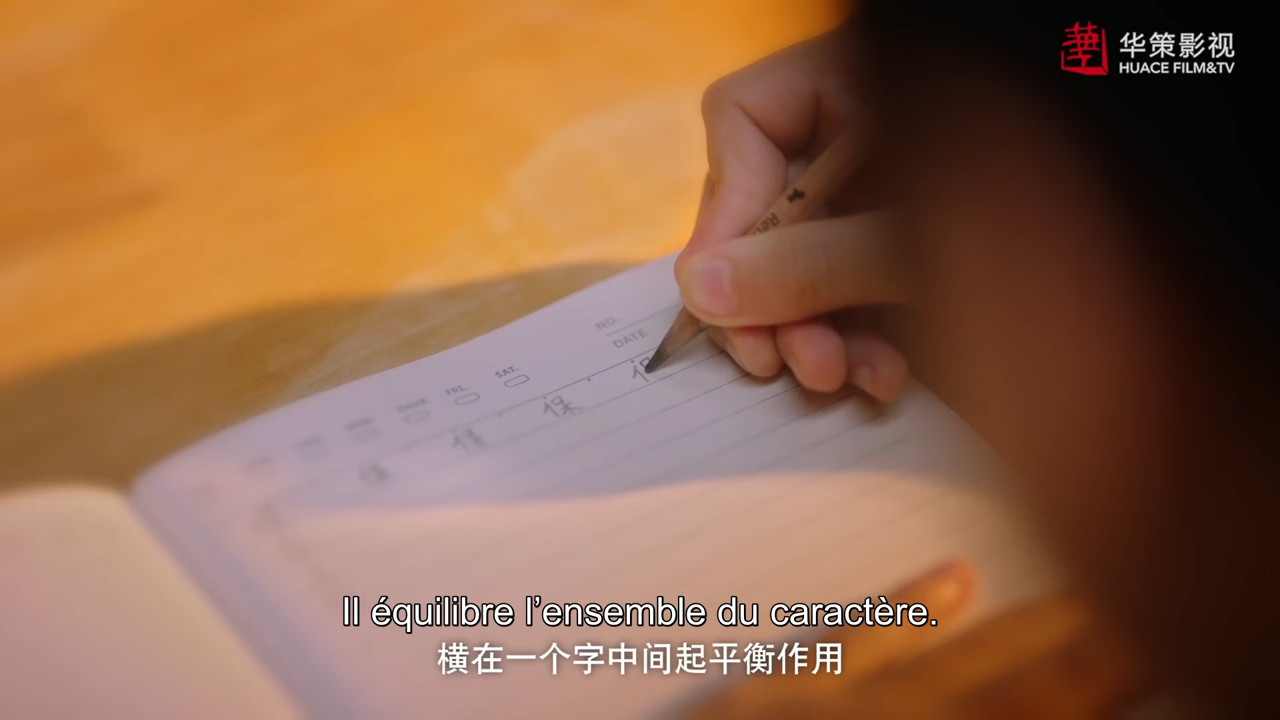 华策影视
HUACE FILM&TV
NO.
DATE
SAT.
FRI.
THUR.
保
Il équilibre l’ensemble du caractère.
横在一个字中间起平衡作用